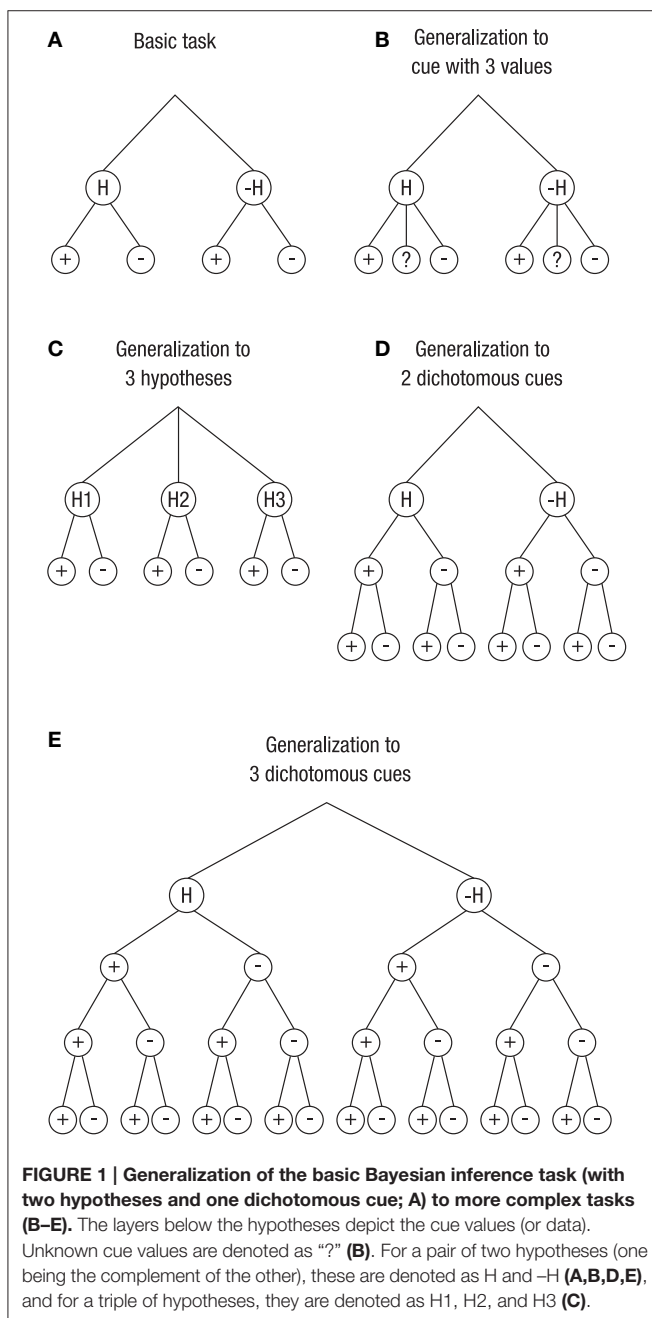 A
Basic task
H
-H
+ - + -
B
Generalization to
cue with 3 values
H
-H
+ ? - + ? -
C
Generalization to
3 hypotheses
H1 H2 H3
+ - + - + -
D
Generalization to
2 dichotomous cues
H
-H
+ - + -
+ - + - + - + -
E
Generalization to
3 dichotomous cues
H
-H
+ - + -
+ - + - + - + -
+ - + - + - + - + - + - + - + -
FIGURE 1 | Generalization of the basic Bayesian inference task (with
two hypotheses and one dichotomous cue; A) to more complex tasks
(B–E). The layers below the hypotheses depict the cue values (or data).
Unknown cue values are denoted as “?” (B). For a pair of two hypotheses (one
being the complement of the other), these are denoted as H and –H (A,B,D,E),
and for a triple of hypotheses, they are denoted as H1, H2, and H3 (C).